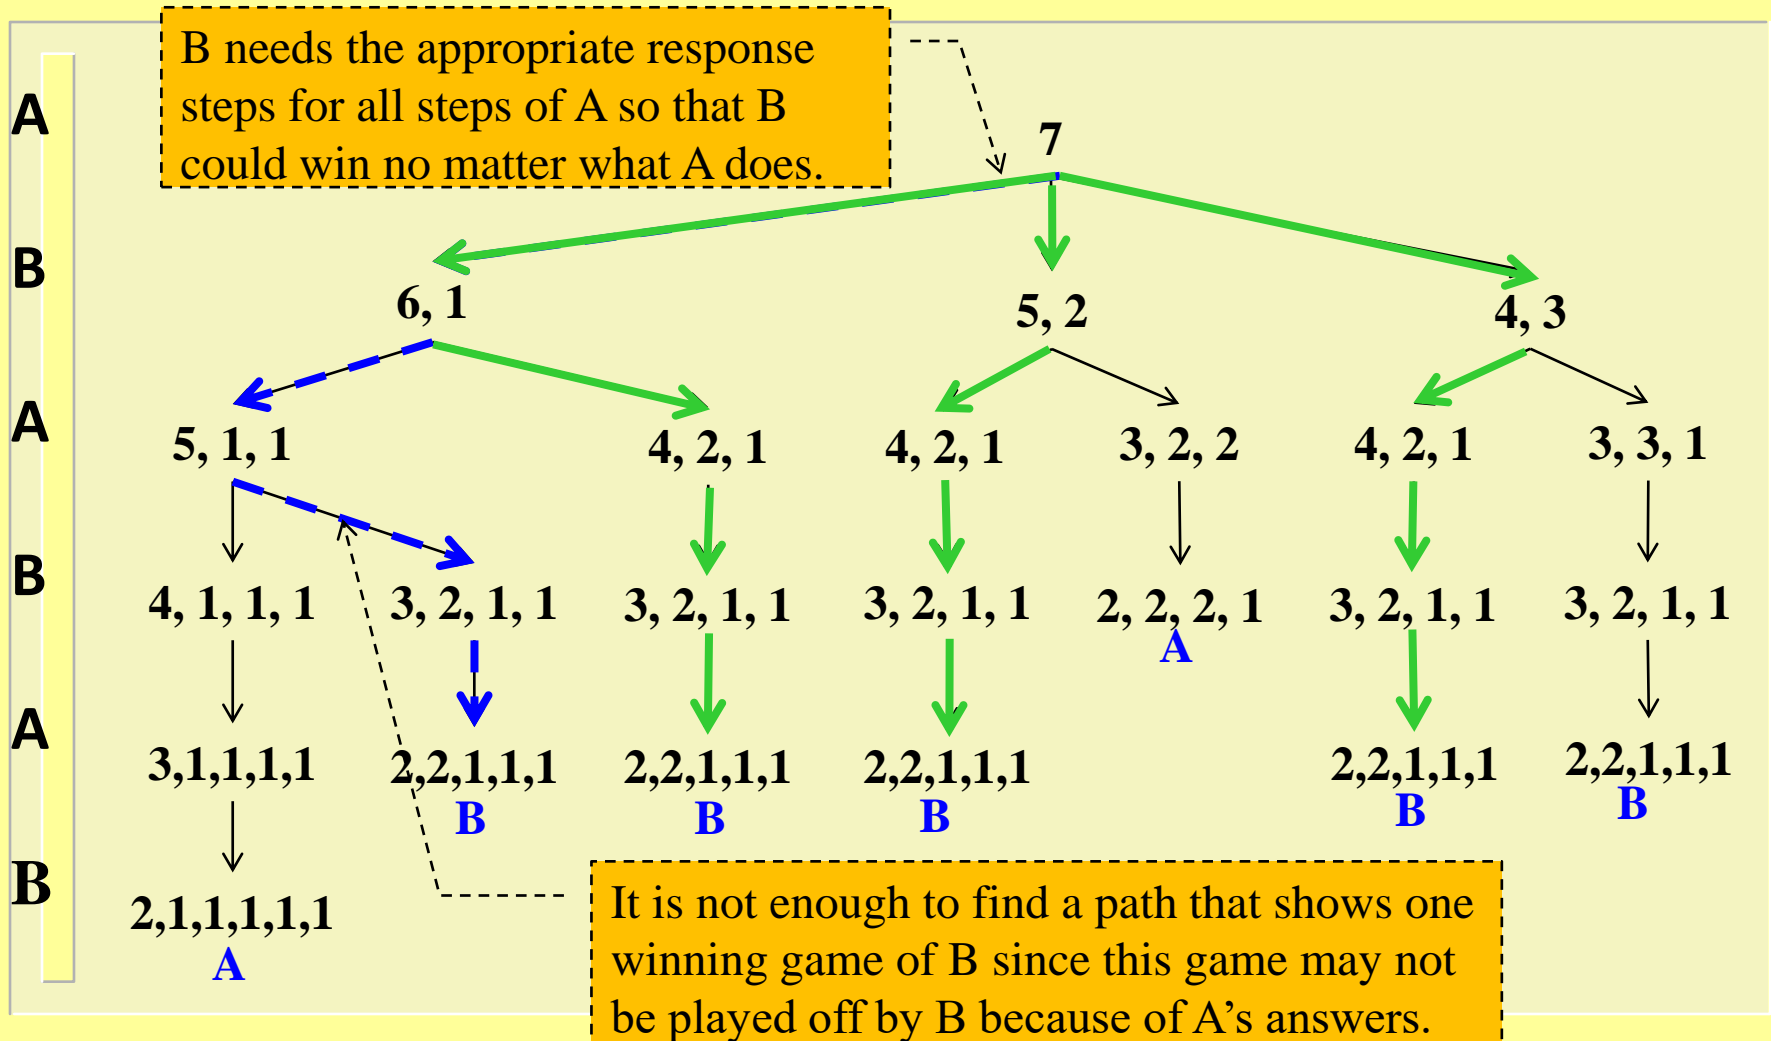 B needs the appropriate response
steps for all steps of A so that B
could win no matter what A does.
A
7
B
6, 1
5, 2
4, 3
A
5, 1, 1
4, 2, 1
4, 2, 1
3, 2, 2
4, 2, 1
3, 3, 1
B
4, 1, 1, 1
3, 2, 1, 1
3, 2, 1, 1
3, 2, 1, 1
2, 2, 2, 1
3, 2, 1, 1
3, 2, 1, 1
A
A
3,1,1,1,1
2,2,1,1,1
2,2,1,1,1
2,2,1,1,1
2,2,1,1,1
2,2,1,1,1
B
B
B
B
B
B
2,1,1,1,1,1
A
It is not enough to find a path that shows one
winning game of B since this game may not
be played off by B because of A’s answers.